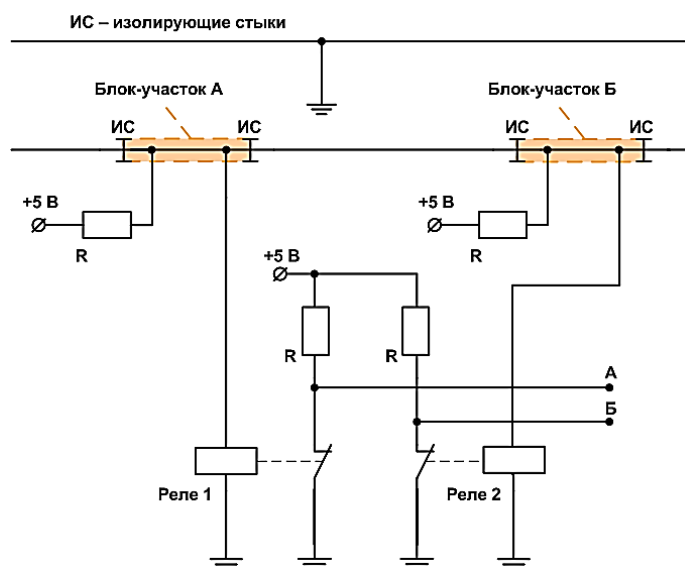 ИС – изолирующие стыки
Блок-участок А
Блок-участок Б
ИС
ИС
ИС
ИС
+5 В
R
+5 В
R
+5 В
R
R
А
Б
Реле 1
Реле 2